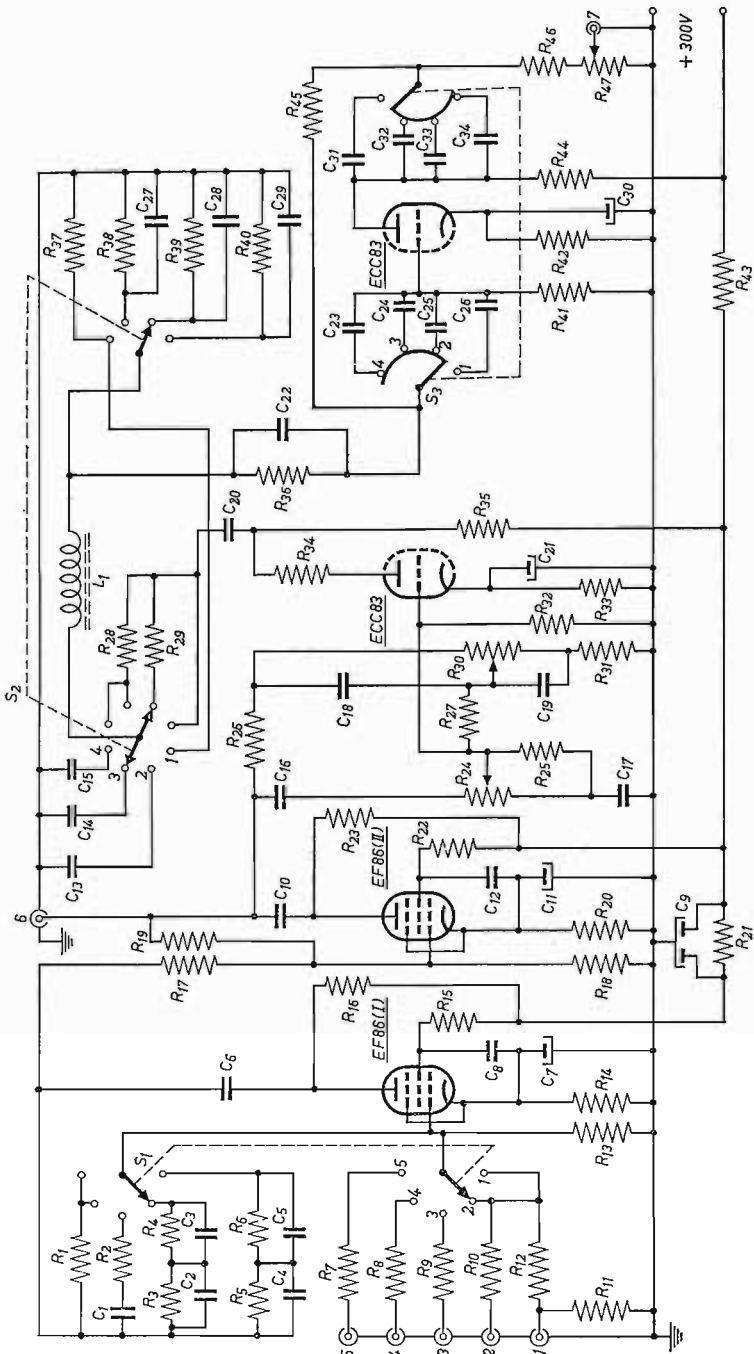 S2
6
C13
C14
C15
4
3
2
1
R28
R29
L1
R37
R38
C27
R39
C28
R40
C29
R1
R2
C1
S1
R3
R4
C2
C3
R5
R6
C4
C5
C6
R17
R19
C10
R26
C16
C20
R36
C22
R45
C31
C32
C33
C34
C23
C24
C25
C26
4
3
2
1
S3
ECC83
R7
R8
R9
R10
R12
R11
5
4
3
2
1
5
4
3
2
1
EF86(I)
R16
R15
C8
C7
R13
R14
EF86(II)
R23
R22
C12
C11
R18
R20
C18
R30
C19
R31
R27
R24
R25
C17
R34
ECC83
C21
R32
R33
R35
R41
R42
C30
R44
R46
R47
7
C9
R21
R43
+300V